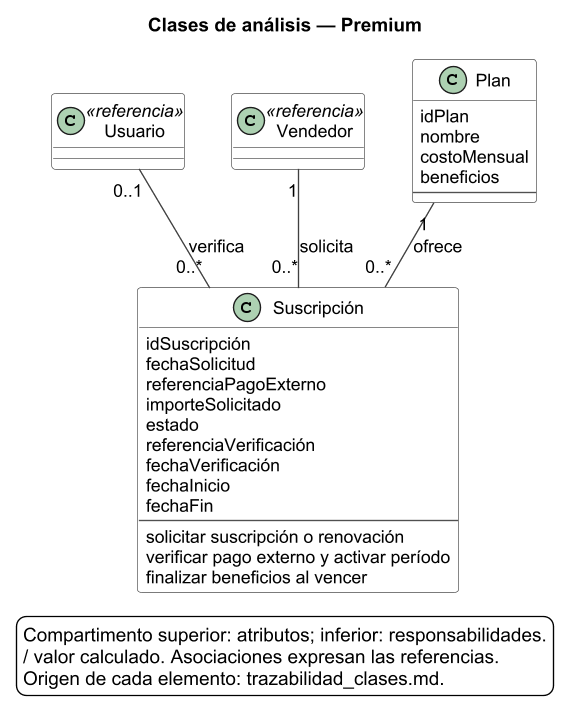 Clases de análisis — Premium
C
«referencia»
Usuario
C
«referencia»
Vendedor
C
Plan
idPlan
nombre
costoMensual
beneficios
0..1
1
1
verifica
solicita
ofrece
0..*
0..*
0..*
C
Suscripción
idSuscripción
fechaSolicitud
referenciaPagoExterno
importeSolicitado
estado
referenciaVerificación
fechaVerificación
fechaInicio
fechaFin
solicitar suscripción o renovación
verificar pago externo y activar período
finalizar beneficios al vencer
Compartimento superior: atributos; inferior: responsabilidades.
/ valor calculado. Asociaciones expresan las referencias.
Origen de cada elemento: trazabilidad_clases.md.